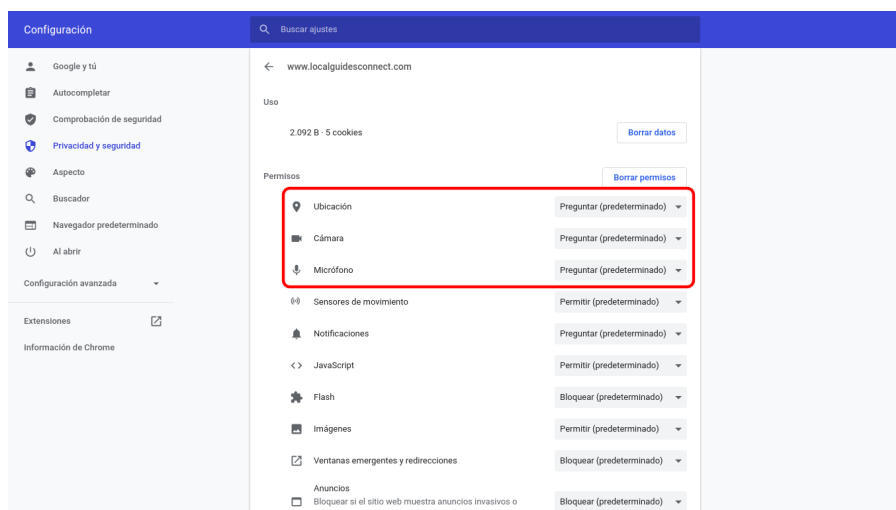 Configuración
Buscar ajustes
Google y tú
Autocompletar
Comprobación de seguridad
Privacidad y seguridad
Aspecto
Buscador
Navegador predeterminado
Al abrir
Configuración avanzada
Extensiones
Información de Chrome
www.localguidesconnect.com
Uso
2.092 B · 5 cookies
Borrar datos
Permisos
Borrar permisos
Ubicación
Preguntar (predeterminado)
Cámara
Preguntar (predeterminado)
Micrófono
Preguntar (predeterminado)
Sensores de movimiento
Permitir (predeterminado)
Notificaciones
Preguntar (predeterminado)
JavaScript
Permitir (predeterminado)
Flash
Bloquear (predeterminado)
Imágenes
Permitir (predeterminado)
Ventanas emergentes y redirecciones
Bloquear (predeterminado)
Anuncios
Bloquear si el sitio web muestra anuncios invasivos o
Bloquear (predeterminado)